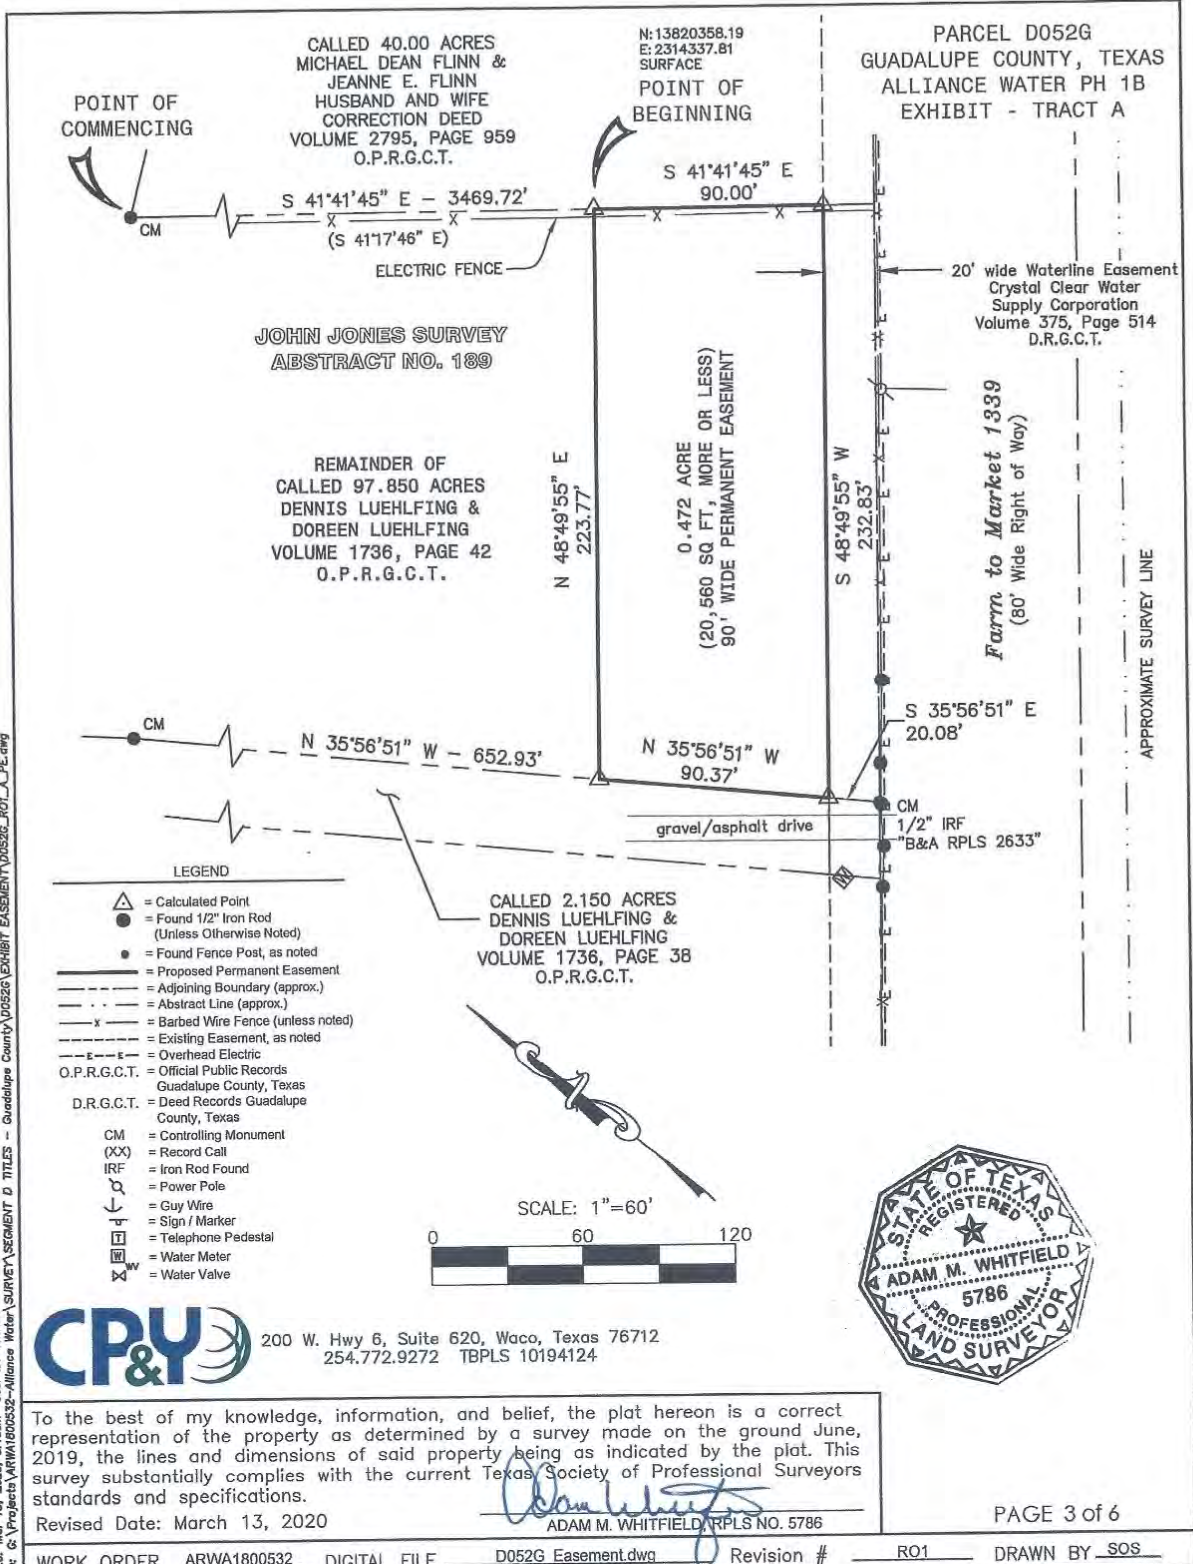 PARCEL D052G
GUADALUPE COUNTY, TEXAS
ALLIANCE WATER PH 1B
EXHIBIT - TRACT A
CALLED 40.00 ACRES
MICHAEL DEAN FLINN &
JEANNE E. FLINN
HUSBAND AND WIFE
CORRECTION DEED
VOLUME 2795, PAGE 959
O.P.R.G.C.T.
N:13820358.19
E:2314337.81
SURFACE
POINT OF
BEGINNING
POINT OF
COMMENCING
CM
S 41°41'45" E - 3469.72'
(S 41°17'46" E)
S 41°41'45" E
90.00'
ELECTRIC FENCE
20' wide Waterline Easement
Crystal Clear Water
Supply Corporation
Volume 375, Page 514
D.R.G.C.T.
JOHN JONES SURVEY
ABSTRACT NO. 189
REMAINDER OF
CALLED 97.850 ACRES
DENNIS LUEHLFING &
DOREEN LUEHLFING
VOLUME 1736, PAGE 42
O.P.R.G.C.T.
N 48°49'55" E
223.77'
0.472 ACRE
(20,560 SQ FT, MORE OR LESS)
90' WIDE PERMANENT EASEMENT
S 48°49'55" W
232.83'
Farm to Market 1339
(80' Wide Right of Way)
APPROXIMATE SURVEY LINE
CM
N 35°56'51" W - 652.93'
N 35°56'51" W
90.37'
S 35°56'51" E
20.08'
gravel/asphalt drive
CM
1/2" IRF
"B&A RPLS 2633"
W
CALLED 2.150 ACRES
DENNIS LUEHLFING &
DOREEN LUEHLFING
VOLUME 1736, PAGE 38
O.P.R.G.C.T.
LEGEND
= Calculated Point
= Found 1/2" Iron Rod
(Unless Otherwise Noted)
= Found Fence Post, as noted
= Proposed Permanent Easement
= Adjoining Boundary (approx.)
= Abstract Line (approx.)
x = Barbed Wire Fence (unless noted)
= Existing Easement, as noted
E E = Overhead Electric
O.P.R.G.C.T. = Official Public Records
Guadalupe County, Texas
D.R.G.C.T. = Deed Records Guadalupe
County, Texas
CM = Controlling Monument
(XX) = Record Call
IRF = Iron Rod Found
= Power Pole
= Guy Wire
= Sign / Marker
T = Telephone Pedestal
W = Water Meter
WV = Water Valve
SCALE: 1"=60'
0 60 120
STATE OF TEXAS
REGISTERED
ADAM M. WHITFIELD
5786
PROFESSIONAL
LAND SURVEYOR
CP&Y
200 W. Hwy 6, Suite 620, Waco, Texas 76712
254.772.9272 TBPLS 10194124
To the best of my knowledge, information, and belief, the plat hereon is a correct
representation of the property as determined by a survey made on the ground June,
2019, the lines and dimensions of said property being as indicated by the plat. This
survey substantially complies with the current Texas Society of Professional Surveyors
standards and specifications.
Revised Date: March 13, 2020
ADAM M. WHITFIELD, RPLS NO. 5786
PAGE 3 of 6
WORK ORDER ARWA1800532 DIGITAL FILE D052G Easement.dwg Revision # R01 DRAWN BY SOS